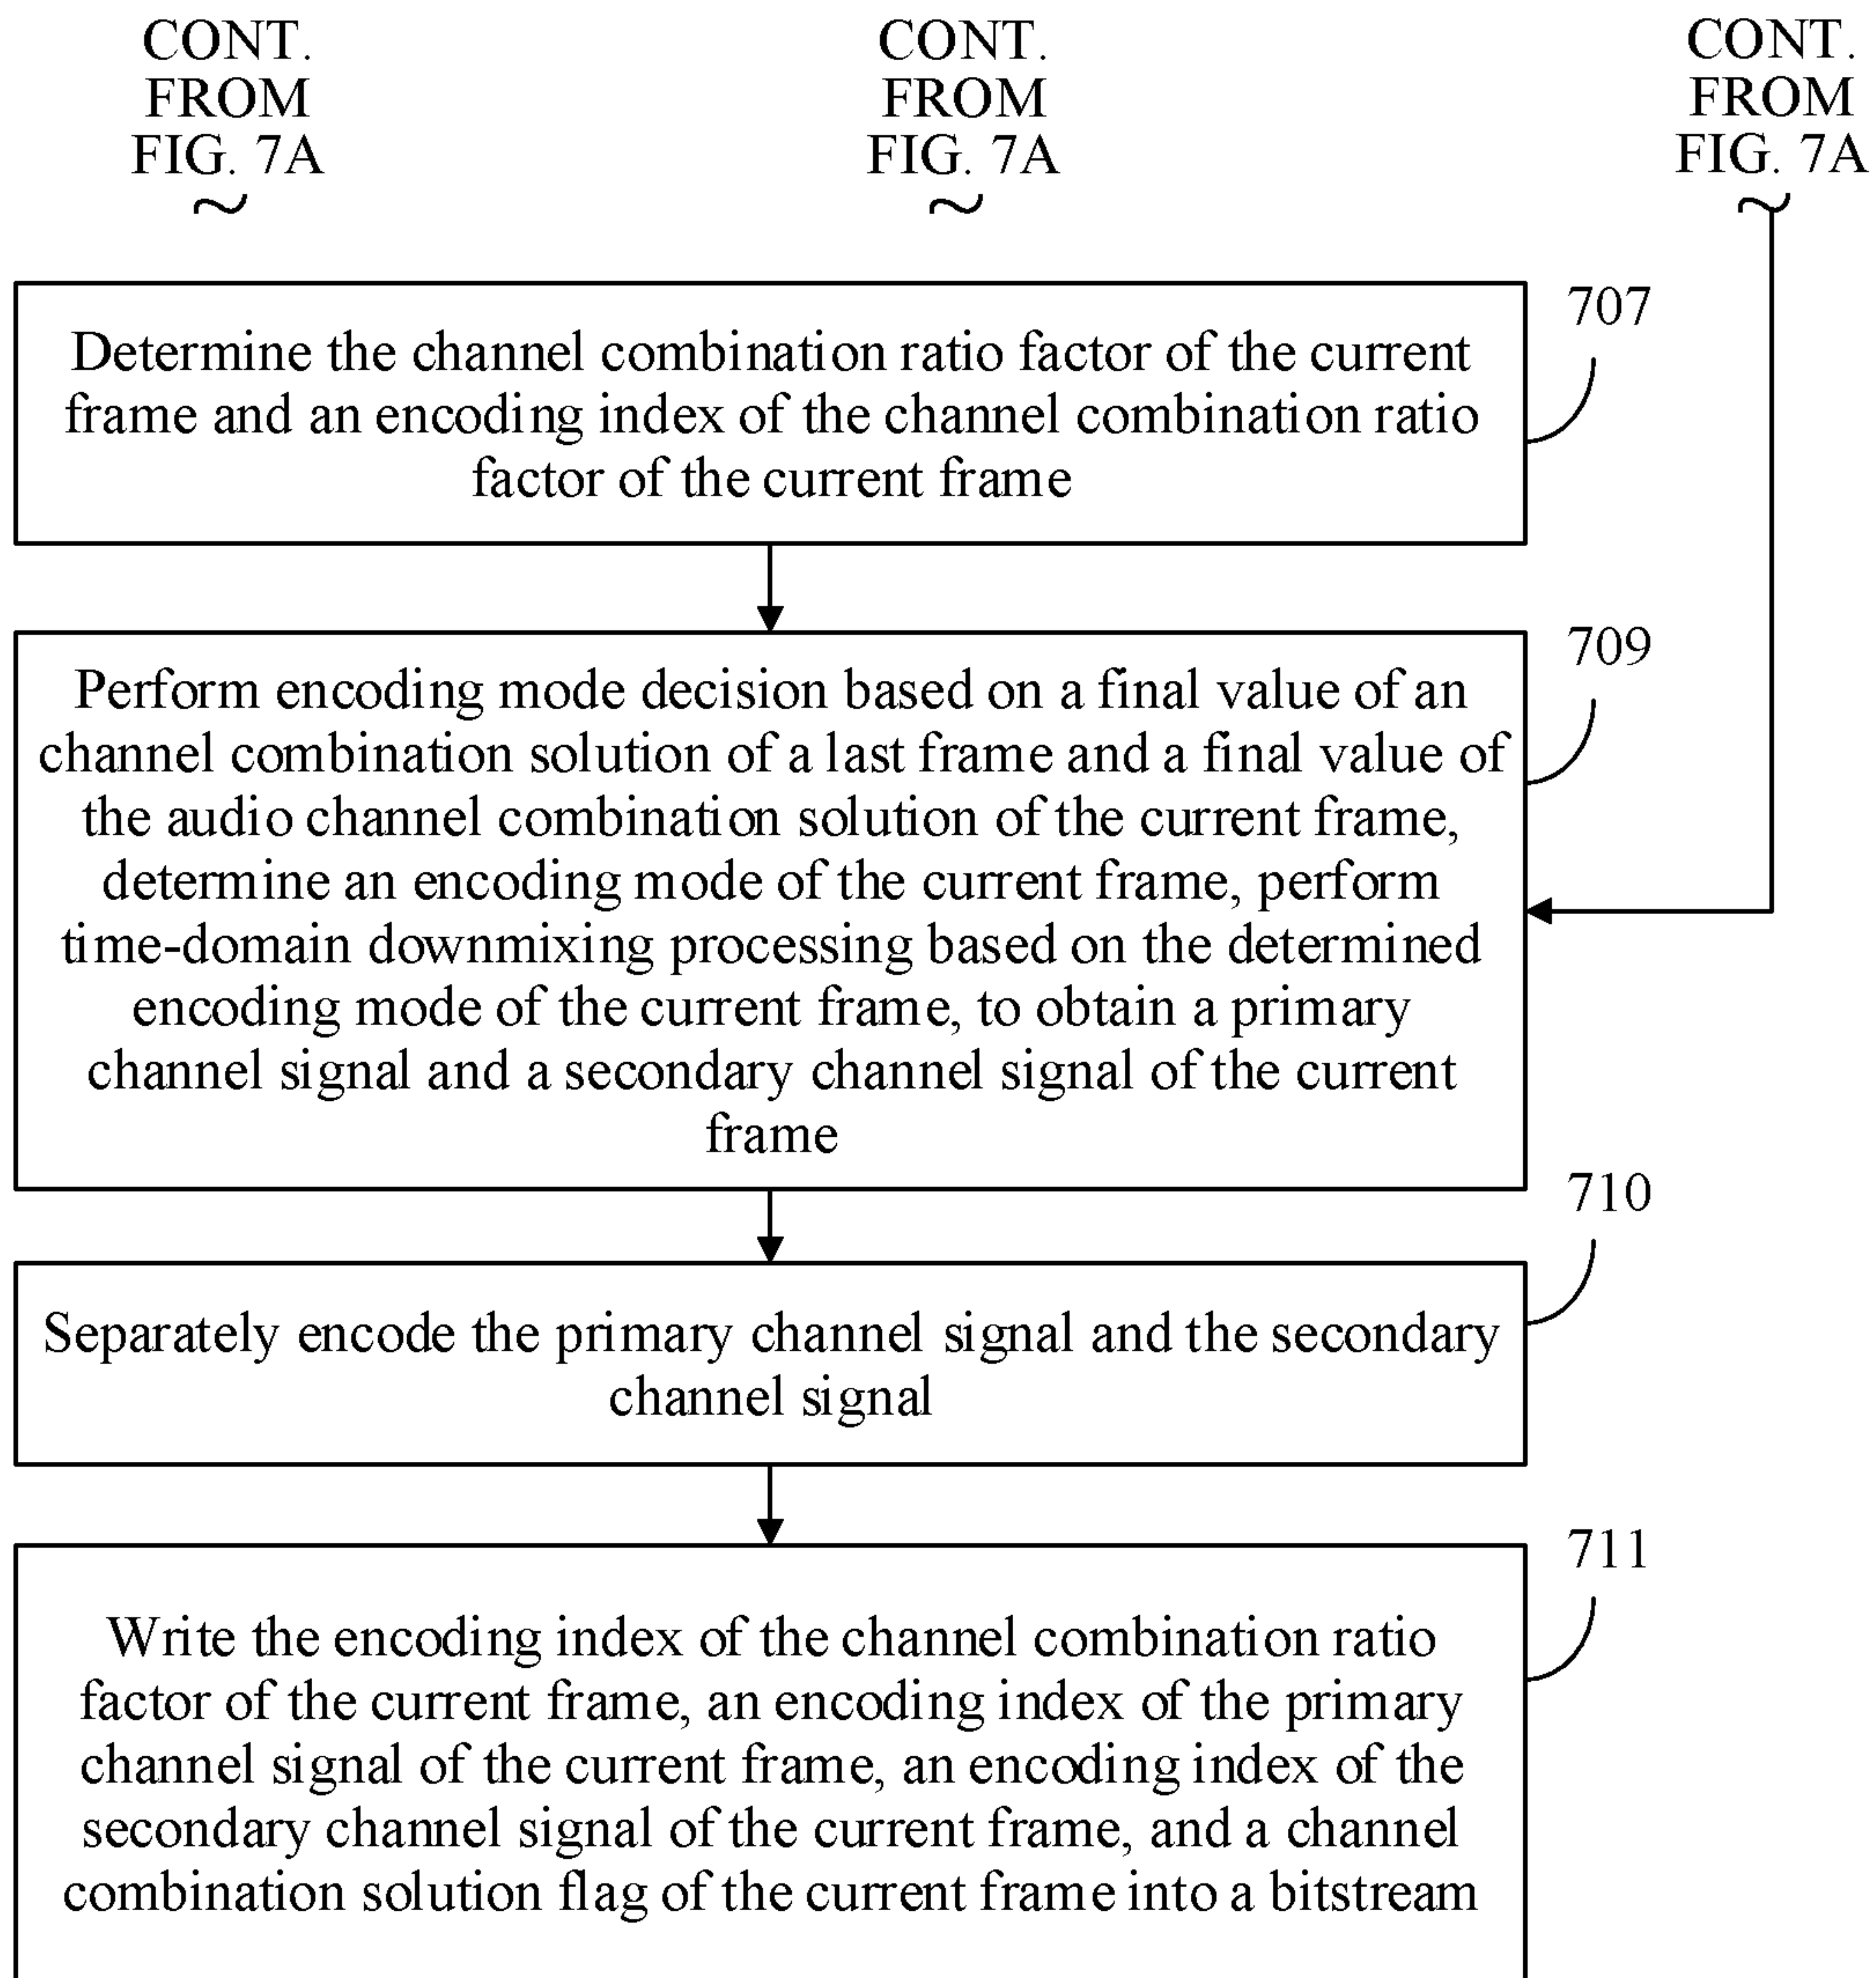 CONT.
FROM
FIG. 7A
CONT.
FROM
FIG. 7A
CONT.
FROM
FIG. 7A
707
Determine the channel combination ratio factor of the current
frame and an encoding index of the channel combination ratio
factor of the current frame
709
Perform encoding mode decision based on a final value of an
channel combination solution of a last frame and a final value of
the audio channel combination solution of the current frame,
determine an encoding mode of the current frame, perform
time-domain downmixing processing based on the determined
encoding mode of the current frame, to obtain a primary
channel signal and a secondary channel signal of the current
frame
710
Separately encode the primary channel signal and the secondary
channel signal
711
Write the encoding index of the channel combination ratio
factor of the current frame, an encoding index of the primary
channel signal of the current frame, an encoding index of the
secondary channel signal of the current frame, and a channel
combination solution flag of the current frame into a bitstream